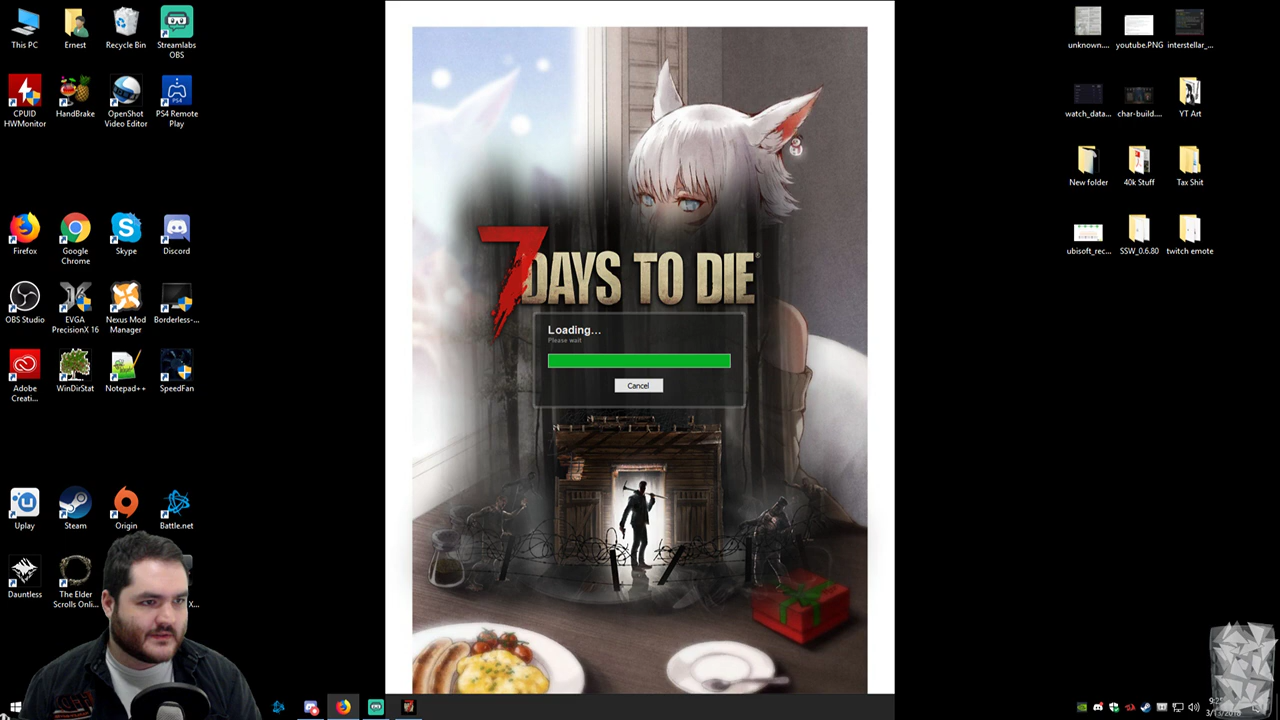 This PC
Ernest
Recycle Bin
Streamlabs
OBS
CPUID
HWMonitor
HandBrake
OpenShot
Video Editor
PS4
PS4 Remote
Play
Firefox
Google
Chrome
Skype
Discord
OBS Studio
EVGA
PrecisionX 16
Nexus Mod
Manager
Borderless-...
Adobe
Creati...
WinDirStat
Notepad++
SpeedFan
Uplay
Steam
Origin
Battle.net
Dauntless
The Elder
Scrolls Onli...
X...
7 DAYS TO DIE®
Loading...
Please wait
Cancel
unknown....
youtube.PNG
interstellar_...
watch_data...
char-build....
YT Art
New folder
40k Stuff
Tax Shit
ubisoft_rec...
SSW_0.6.80
twitch emote